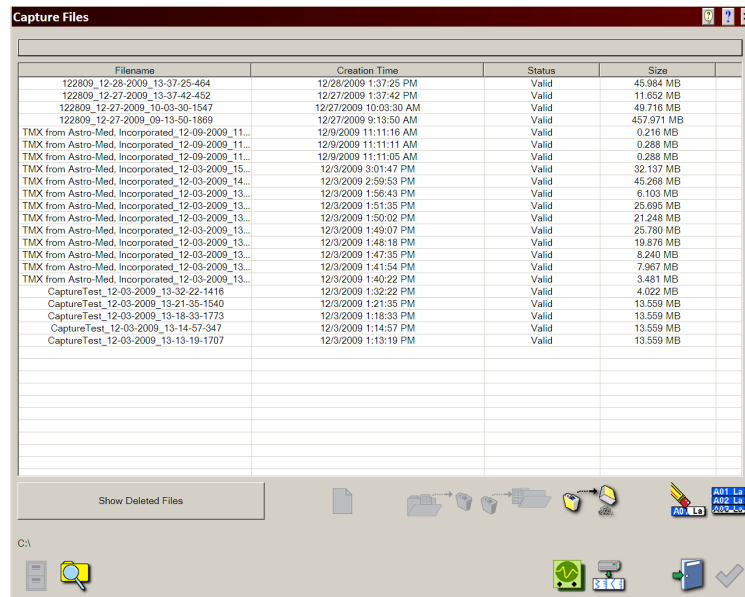 Capture Files
Filename Creation Time Status Size
122809_12-28-2009_13-37-25-464 12/28/2009 1:37:25 PM Valid 45.984 MB
122809_12-27-2009_13-37-42-452 12/27/2009 1:37:42 PM Valid 11.652 MB
122809_12-27-2009_10-03-30-1547 12/27/2009 10:03:30 AM Valid 49.716 MB
122809_12-27-2009_09-13-50-1869 12/27/2009 9:13:50 AM Valid 457.971 MB
TMX from Astro-Med, Incorporated_12-09-2009_11... 12/9/2009 11:11:16 AM Valid 0.216 MB
TMX from Astro-Med, Incorporated_12-09-2009_11... 12/9/2009 11:11:11 AM Valid 0.288 MB
TMX from Astro-Med, Incorporated_12-09-2009_11... 12/9/2009 11:11:05 AM Valid 0.288 MB
TMX from Astro-Med, Incorporated_12-03-2009_15... 12/3/2009 3:01:47 PM Valid 32.137 MB
TMX from Astro-Med, Incorporated_12-03-2009_14... 12/3/2009 2:59:53 PM Valid 45.268 MB
TMX from Astro-Med, Incorporated_12-03-2009_13... 12/3/2009 1:56:43 PM Valid 6.103 MB
TMX from Astro-Med, Incorporated_12-03-2009_13... 12/3/2009 1:51:35 PM Valid 25.695 MB
TMX from Astro-Med, Incorporated_12-03-2009_13... 12/3/2009 1:50:02 PM Valid 21.248 MB
TMX from Astro-Med, Incorporated_12-03-2009_13... 12/3/2009 1:49:07 PM Valid 25.780 MB
TMX from Astro-Med, Incorporated_12-03-2009_13... 12/3/2009 1:48:18 PM Valid 19.876 MB
TMX from Astro-Med, Incorporated_12-03-2009_13... 12/3/2009 1:47:35 PM Valid 8.240 MB
TMX from Astro-Med, Incorporated_12-03-2009_13... 12/3/2009 1:41:54 PM Valid 7.967 MB
TMX from Astro-Med, Incorporated_12-03-2009_13... 12/3/2009 1:40:22 PM Valid 3.481 MB
CaptureTest_12-03-2009_13-32-22-1416 12/3/2009 1:32:22 PM Valid 4.022 MB
CaptureTest_12-03-2009_13-21-35-1540 12/3/2009 1:21:35 PM Valid 13.559 MB
CaptureTest_12-03-2009_13-18-33-1773 12/3/2009 1:18:33 PM Valid 13.559 MB
CaptureTest_12-03-2009_13-14-57-347 12/3/2009 1:14:57 PM Valid 13.559 MB
CaptureTest_12-03-2009_13-13-19-1707 12/3/2009 1:13:19 PM Valid 13.559 MB
Show Deleted Files
A01 La
A02 La
C:\